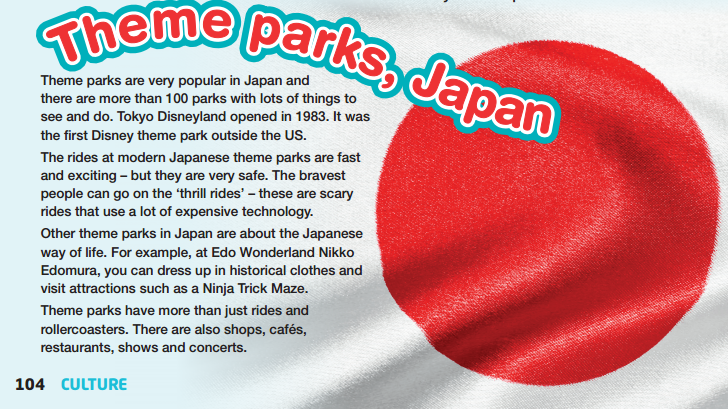 Theme parks, Japan
Theme parks are very popular in Japan and
there are more than 100 parks with lots of things to
see and do. Tokyo Disneyland opened in 1983. It was
the first Disney theme park outside the US.
The rides at modern Japanese theme parks are fast
and exciting – but they are very safe. The bravest
people can go on the ‘thrill rides’ – these are scary
rides that use a lot of expensive technology.
Other theme parks in Japan are about the Japanese
way of life. For example, at Edo Wonderland Nikko
Edomura, you can dress up in historical clothes and
visit attractions such as a Ninja Trick Maze.
Theme parks have more than just rides and
rollercoasters. There are also shops, cafés,
restaurants, shows and concerts.
104 CULTURE